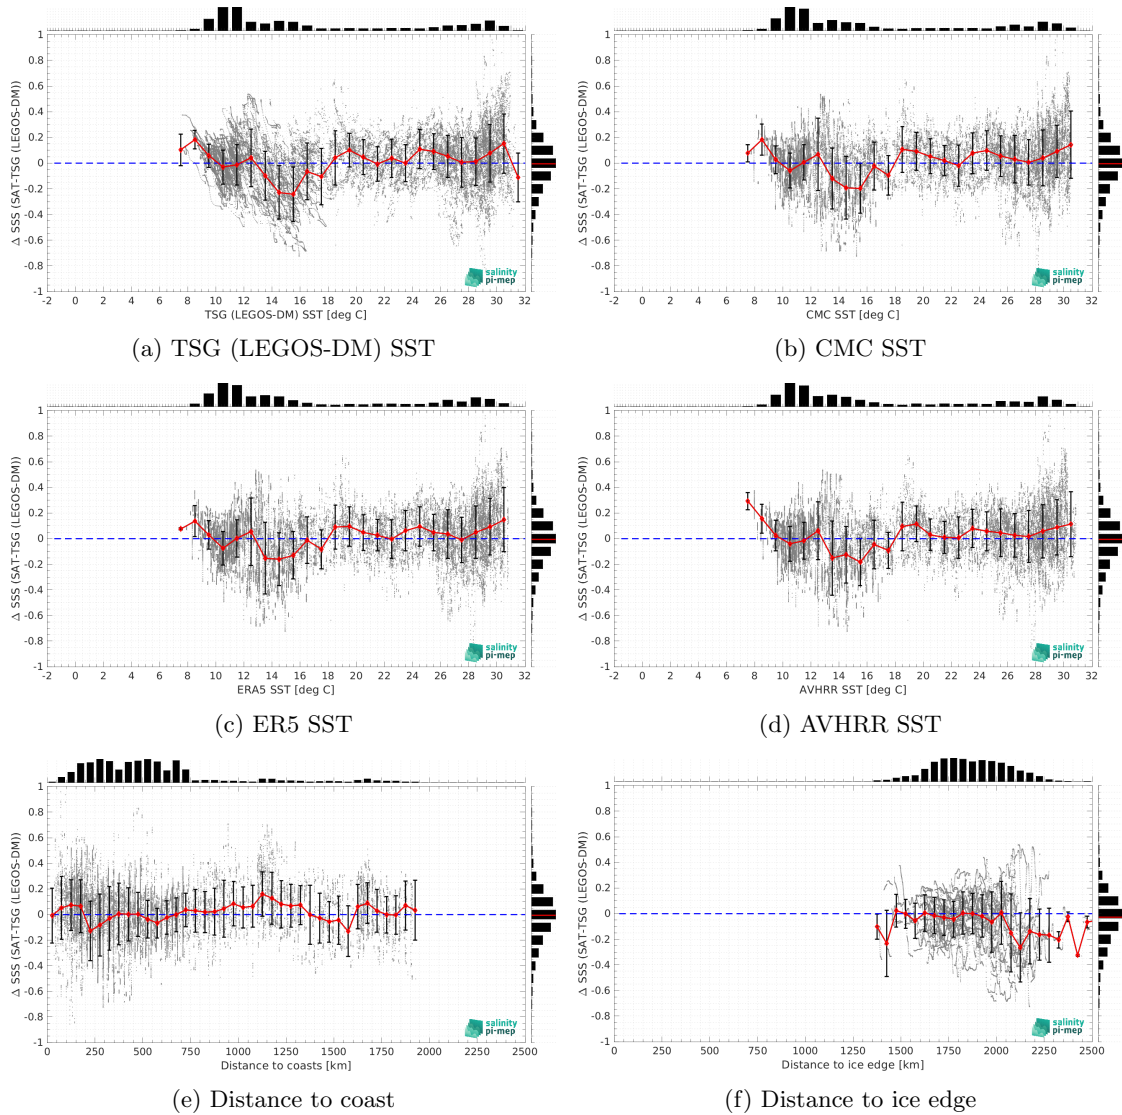 1
0.8
0.6
0.4
0.2
0
-0.2
-0.4
-0.6
-0.8
-1
Δ SSS (SAT-TSG (LEGOS-DM))
salinity
pi-mep
-2 0 2 4 6 8 10 12 14 16 18 20 22 24 26 28 30 32
TSG (LEGOS-DM) SST [deg C]
(a) TSG (LEGOS-DM) SST
1
0.8
0.6
0.4
0.2
0
-0.2
-0.4
-0.6
-0.8
-1
Δ SSS (SAT-TSG (LEGOS-DM))
salinity
pi-mep
-2 0 2 4 6 8 10 12 14 16 18 20 22 24 26 28 30 32
CMC SST [deg C]
(b) CMC SST
1
0.8
0.6
0.4
0.2
0
-0.2
-0.4
-0.6
-0.8
-1
Δ SSS (SAT-TSG (LEGOS-DM))
salinity
pi-mep
-2 0 2 4 6 8 10 12 14 16 18 20 22 24 26 28 30 32
ERA5 SST [deg C]
(c) ER5 SST
1
0.8
0.6
0.4
0.2
0
-0.2
-0.4
-0.6
-0.8
-1
Δ SSS (SAT-TSG (LEGOS-DM))
salinity
pi-mep
-2 0 2 4 6 8 10 12 14 16 18 20 22 24 26 28 30 32
AVHRR SST [deg C]
(d) AVHRR SST
1
0.8
0.6
0.4
0.2
0
-0.2
-0.4
-0.6
-0.8
-1
Δ SSS (SAT-TSG (LEGOS-DM))
salinity
pi-mep
0 250 500 750 1000 1250 1500 1750 2000 2250 2500
Distance to coasts [km]
(e) Distance to coast
1
0.8
0.6
0.4
0.2
0
-0.2
-0.4
-0.6
-0.8
-1
Δ SSS (SAT-TSG (LEGOS-DM))
salinity
pi-mep
0 250 500 750 1000 1250 1500 1750 2000 2250 2500
Distance to ice edge [km]
(f) Distance to ice edge